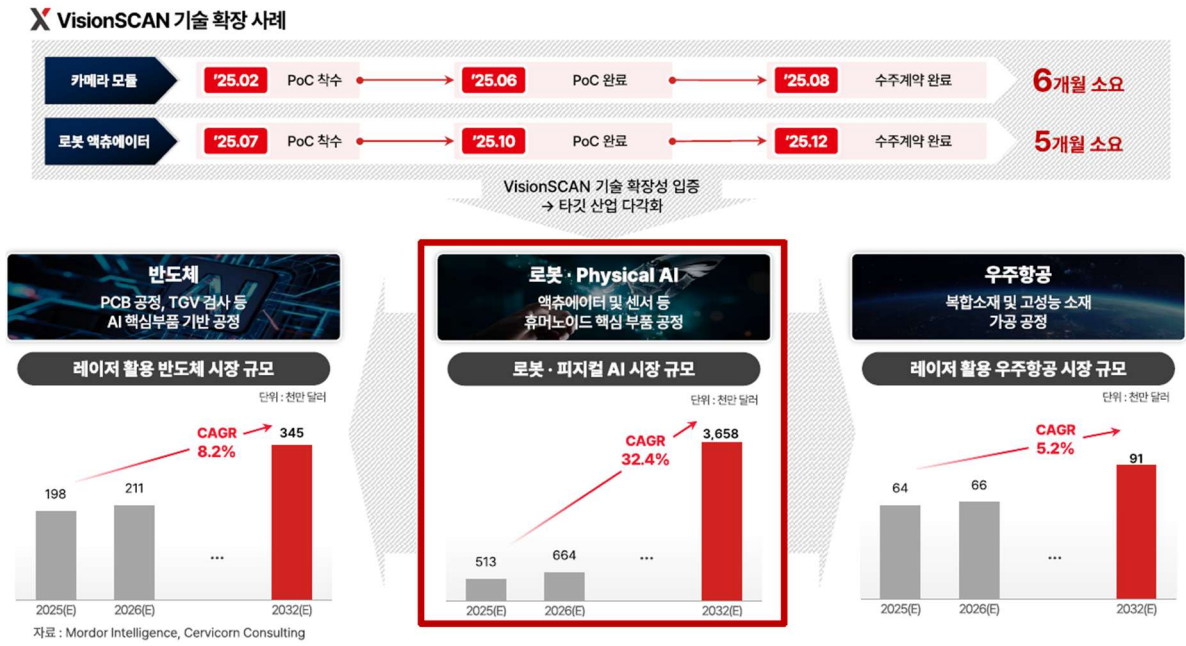 VisionSCAN 기술 확장 사례
카메라 모듈
'25.02
PoC 착수
'25.06
PoC 완료
'25.08
수주계약 완료
6개월 소요
로봇 액츄에이터
'25.07
PoC 착수
'25.10
PoC 완료
'25.12
수주계약 완료
5개월 소요
VisionSCAN 기술 확장성 입증
→ 타깃 산업 다각화
반도체
PCB 공정, TGV 검사 등
AI 핵심부품 기반 공정
레이저 활용 반도체 시장 규모
단위 : 천만 달러
CAGR
8.2%
198
211
...
345
2025(E)
2026(E)
2032(E)
로봇 · Physical AI
액츄에이터 및 센서 등
휴머노이드 핵심 부품 공정
로봇 · 피지컬 AI 시장 규모
단위 : 천만 달러
CAGR
32.4%
513
664
...
3,658
2025(E)
2026(E)
2032(E)
우주항공
복합소재 및 고성능 소재
가공 공정
레이저 활용 우주항공 시장 규모
단위 : 천만 달러
CAGR
5.2%
64
66
...
91
2025(E)
2026(E)
2032(E)
자료 : Mordor Intelligence, Cervicorn Consulting